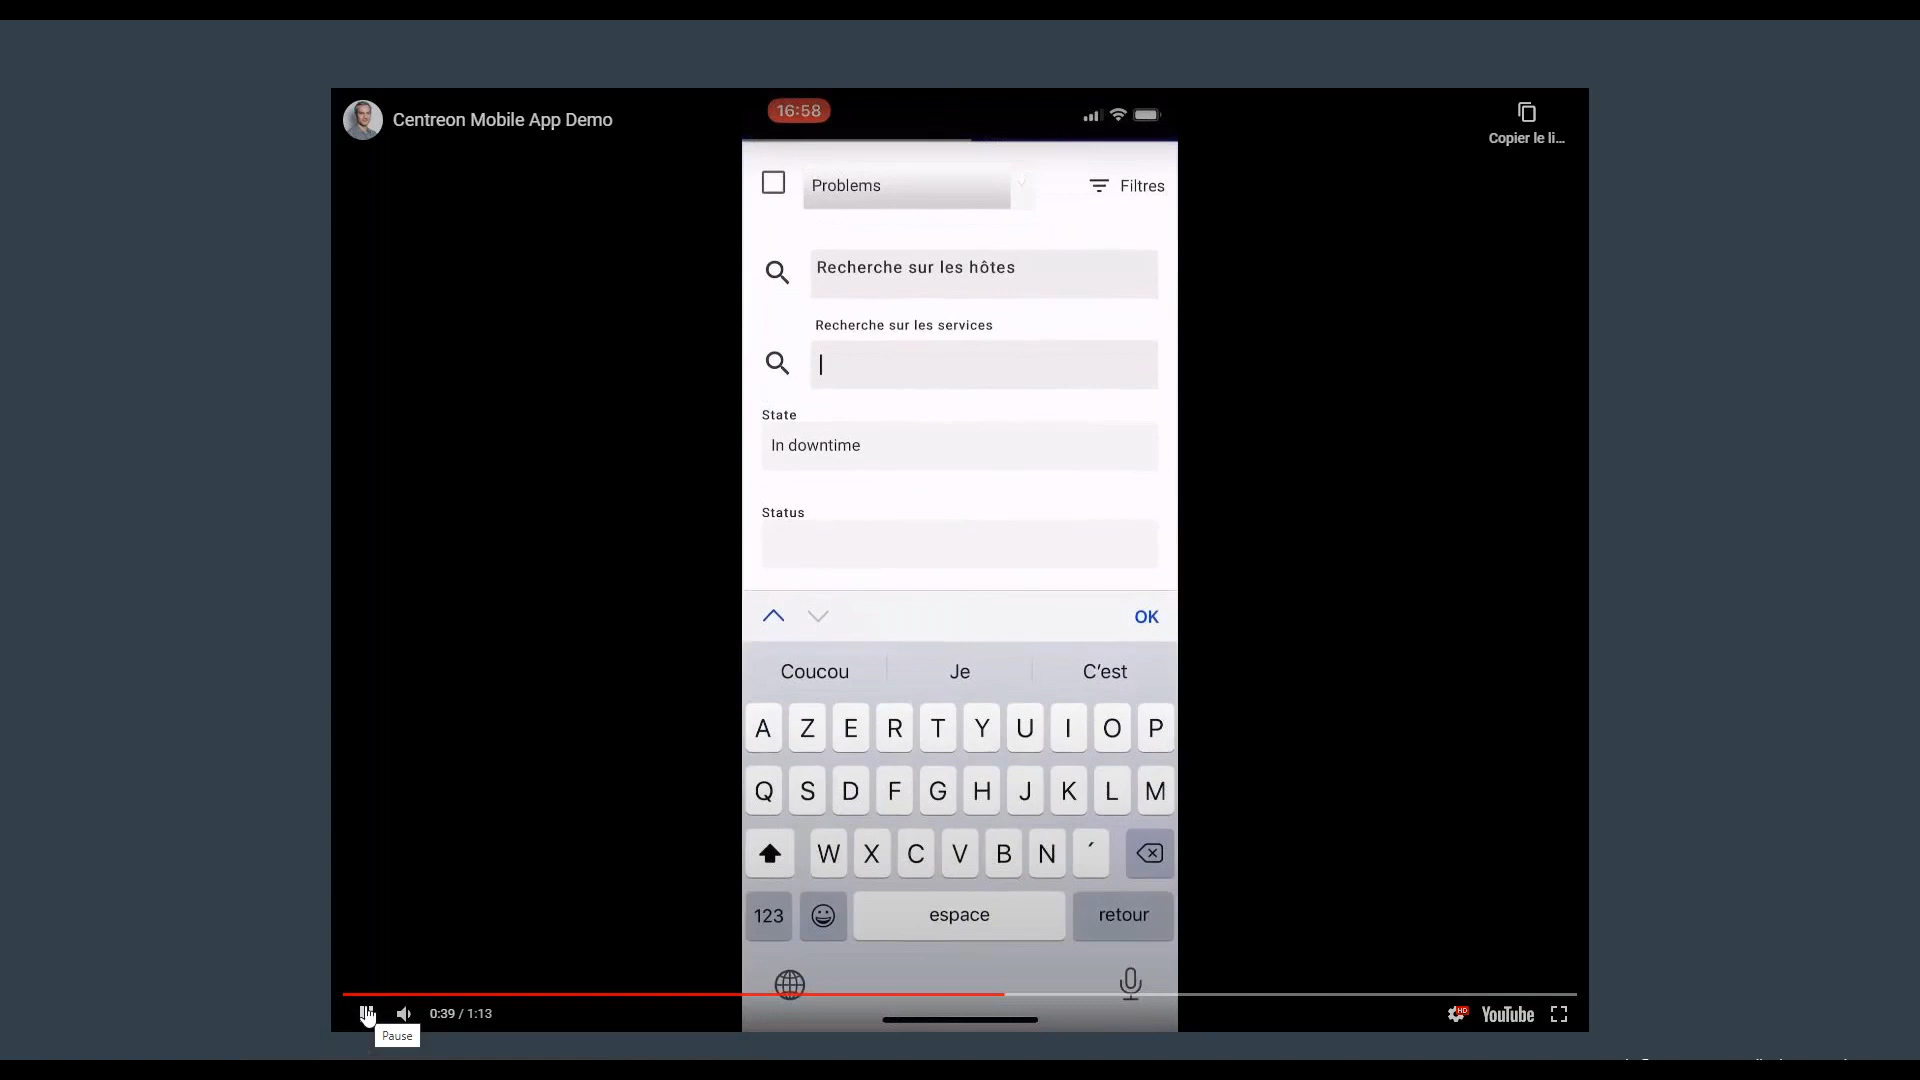 Centreon Mobile App Demo
16:58
Copier le li...
Problems
Filtres
Recherche sur les hôtes
Recherche sur les services
State
In downtime
Status
OK
Coucou Je C'est
A Z E R T Y U I O P
Q S D F G H J K L M
W X C V B N ´
123 espace retour
0:39 / 1:13
HD
YouTube
Pause